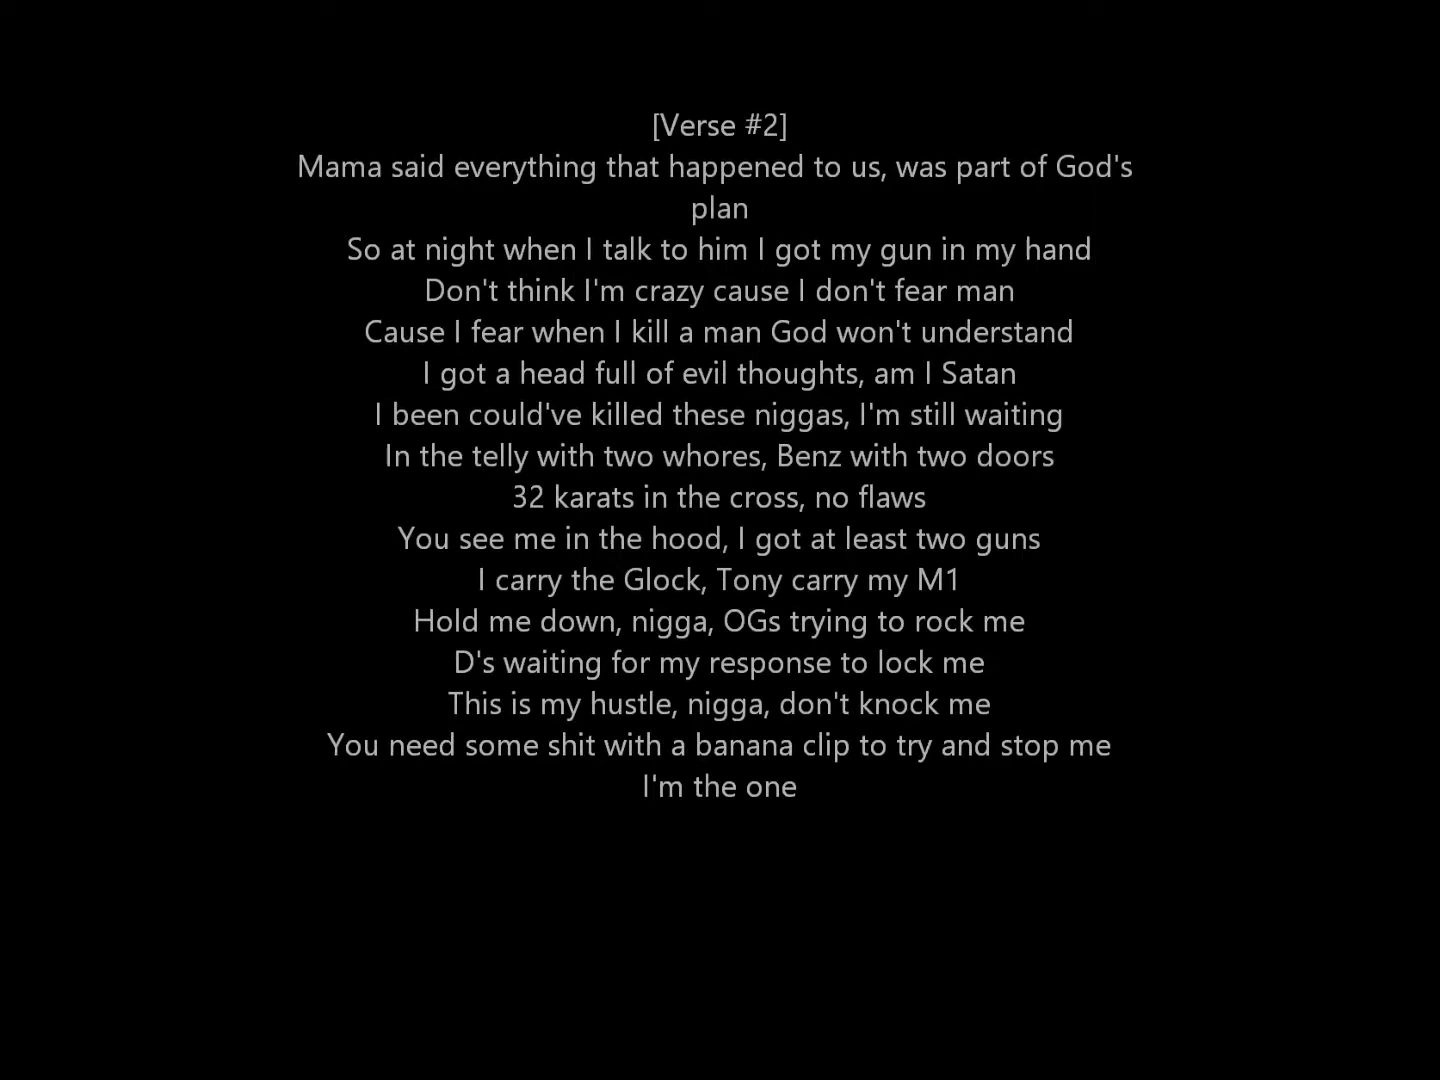 [Verse #2]
Mama said everything that happened to us, was part of God's
plan
So at night when I talk to him I got my gun in my hand
Don't think I'm crazy cause I don't fear man
Cause I fear when I kill a man God won't understand
I got a head full of evil thoughts, am I Satan
I been could've killed these niggas, I'm still waiting
In the telly with two whores, Benz with two doors
32 karats in the cross, no flaws
You see me in the hood, I got at least two guns
I carry the Glock, Tony carry my M1
Hold me down, nigga, OGs trying to rock me
D's waiting for my response to lock me
This is my hustle, nigga, don't knock me
You need some shit with a banana clip to try and stop me
I'm the one